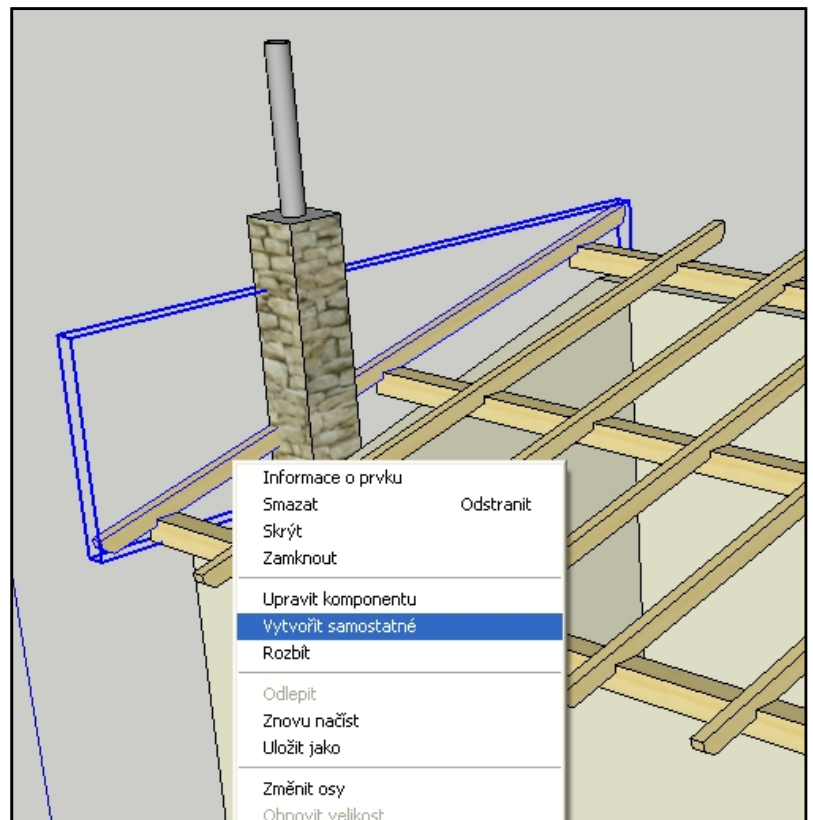 Informace o prvku
Smazat Odstranit
Skrýt
Zamknout
Upravit komponentu
Vytvořit samostatné
Rozbít
Odlepit
Znovu načíst
Uložit jako
Změnit osy
Obnovit velikost